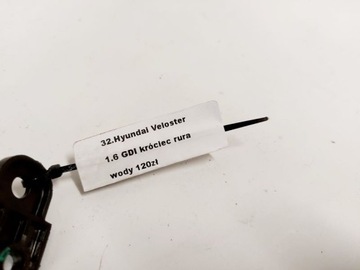 32.Hyundai Veloster
1.6 GDI króciec rura
wody 120zł